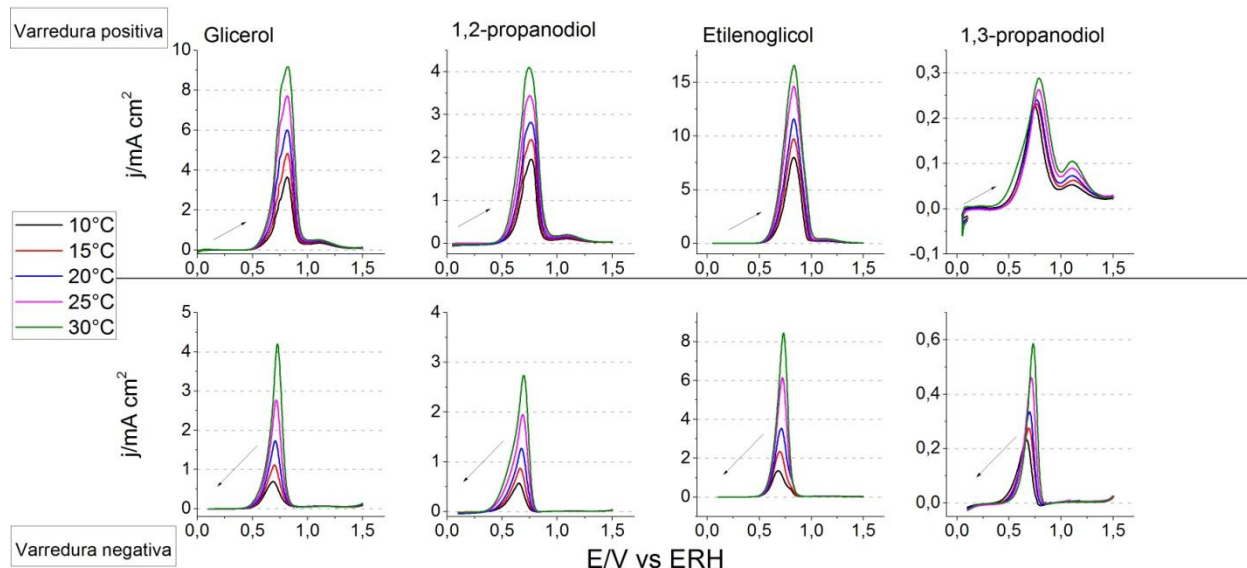 Varredura positiva
Glicerol
1,2-propanodiol
Etilenoglicol
1,3-propanodiol
j/mA cm²
10
8
6
4
2
0
0,0 0,5 1,0 1,5
4
3
2
1
0
0,0 0,5 1,0 1,5
15
10
5
0
0,0 0,5 1,0 1,5
0,3
0,2
0,1
0,0
-0,1
0,0 0,5 1,0 1,5
10°C
15°C
20°C
25°C
30°C
j/mA cm²
5
4
3
2
1
0
0,0 0,5 1,0 1,5
4
3
2
1
0
0,0 0,5 1,0 1,5
8
6
4
2
0
0,0 0,5 1,0 1,5
0,6
0,4
0,2
0,0
0,0 0,5 1,0 1,5
Varredura negativa
E/V vs ERH